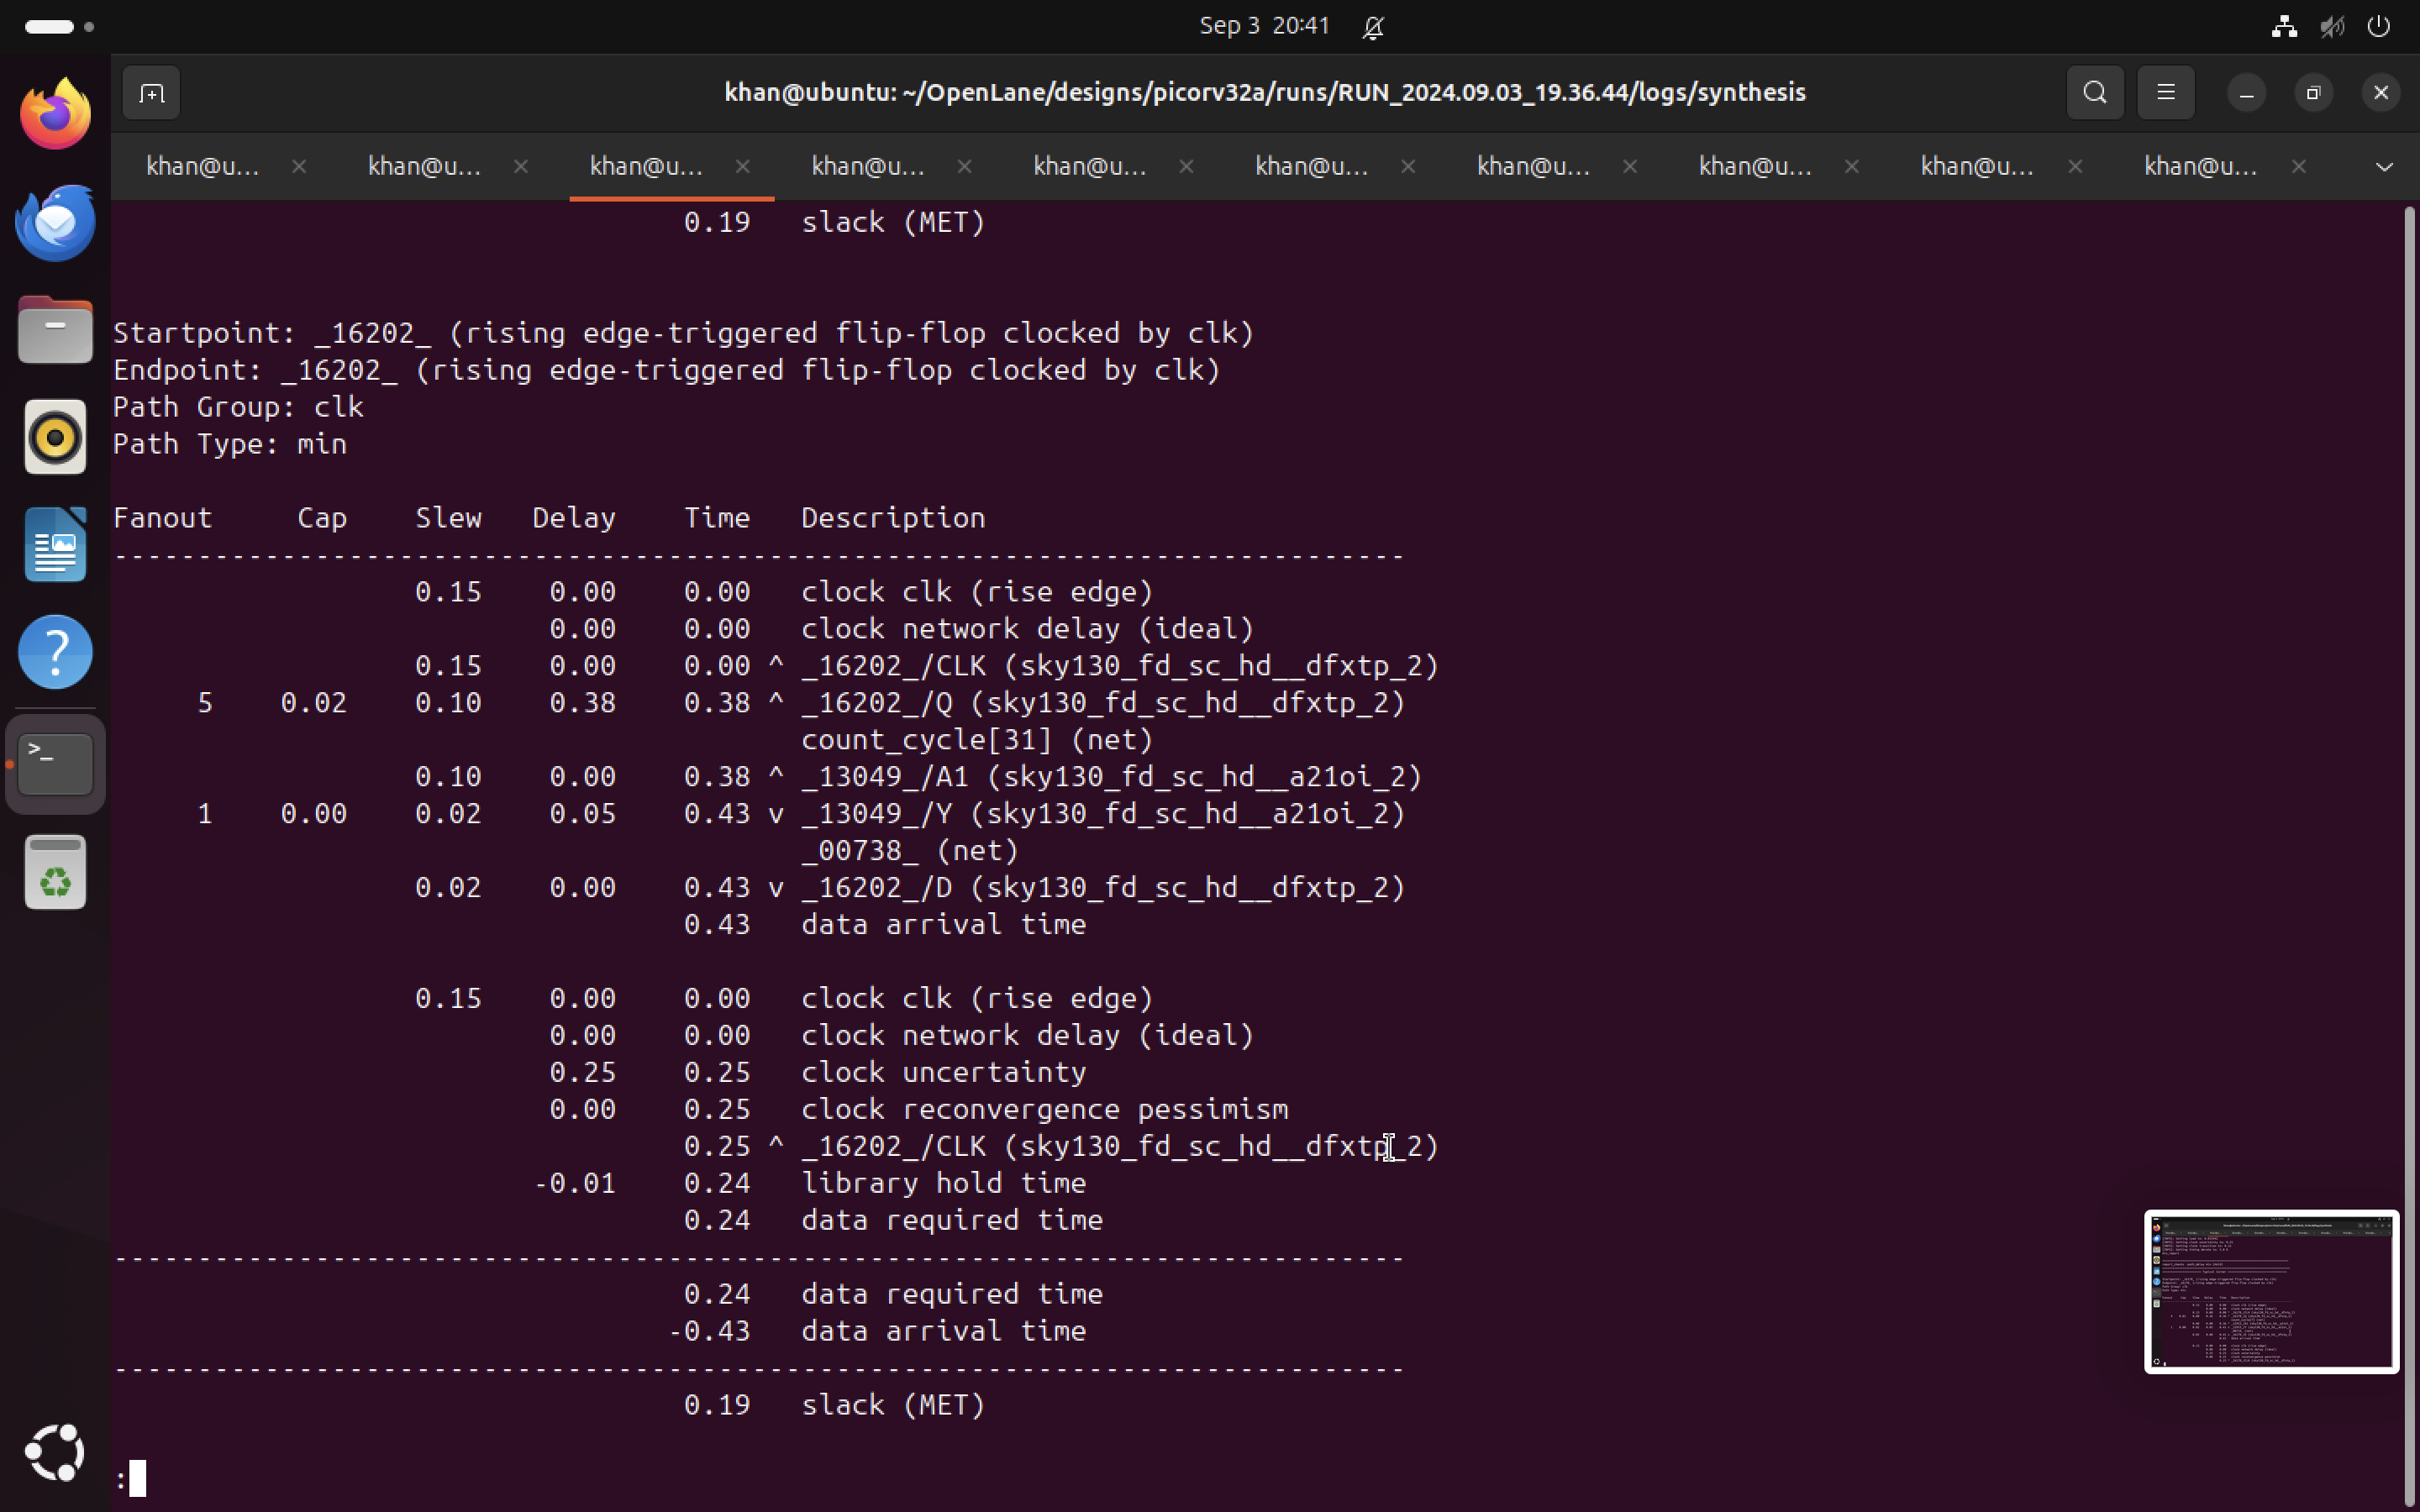 Sep 3 20:41
khan@ubuntu: ~/OpenLane/designs/picorv32a/runs/RUN_2024.09.03_19.36.44/logs/synthesis
khan@u... khan@u... khan@u... khan@u... khan@u... khan@u... khan@u... khan@u... khan@u... khan@u...
0.19 slack (MET)
Startpoint: _16202_ (rising edge-triggered flip-flop clocked by clk)
Endpoint: _16202_ (rising edge-triggered flip-flop clocked by clk)
Path Group: clk
Path Type: min
Fanout Cap Slew Delay Time Description
-----------------------------------------------------------------------------
0.15 0.00 0.00 clock clk (rise edge)
0.00 0.00 clock network delay (ideal)
0.15 0.00 0.00 ^ _16202_/CLK (sky130_fd_sc_hd__dfxtp_2)
5 0.02 0.10 0.38 0.38 ^ _16202_/Q (sky130_fd_sc_hd__dfxtp_2)
count_cycle[31] (net)
0.10 0.00 0.38 ^ _13049_/A1 (sky130_fd_sc_hd__a21oi_2)
1 0.00 0.02 0.05 0.43 v _13049_/Y (sky130_fd_sc_hd__a21oi_2)
_00738_ (net)
0.02 0.00 0.43 v _16202_/D (sky130_fd_sc_hd__dfxtp_2)
0.43 data arrival time
0.15 0.00 0.00 clock clk (rise edge)
0.00 0.00 clock network delay (ideal)
0.25 0.25 clock uncertainty
0.00 0.25 clock reconvergence pessimism
0.25 ^ _16202_/CLK (sky130_fd_sc_hd__dfxtp_2)
-0.01 0.24 library hold time
0.24 data required time
-----------------------------------------------------------------------------
0.24 data required time
-0.43 data arrival time
-----------------------------------------------------------------------------
0.19 slack (MET)
: